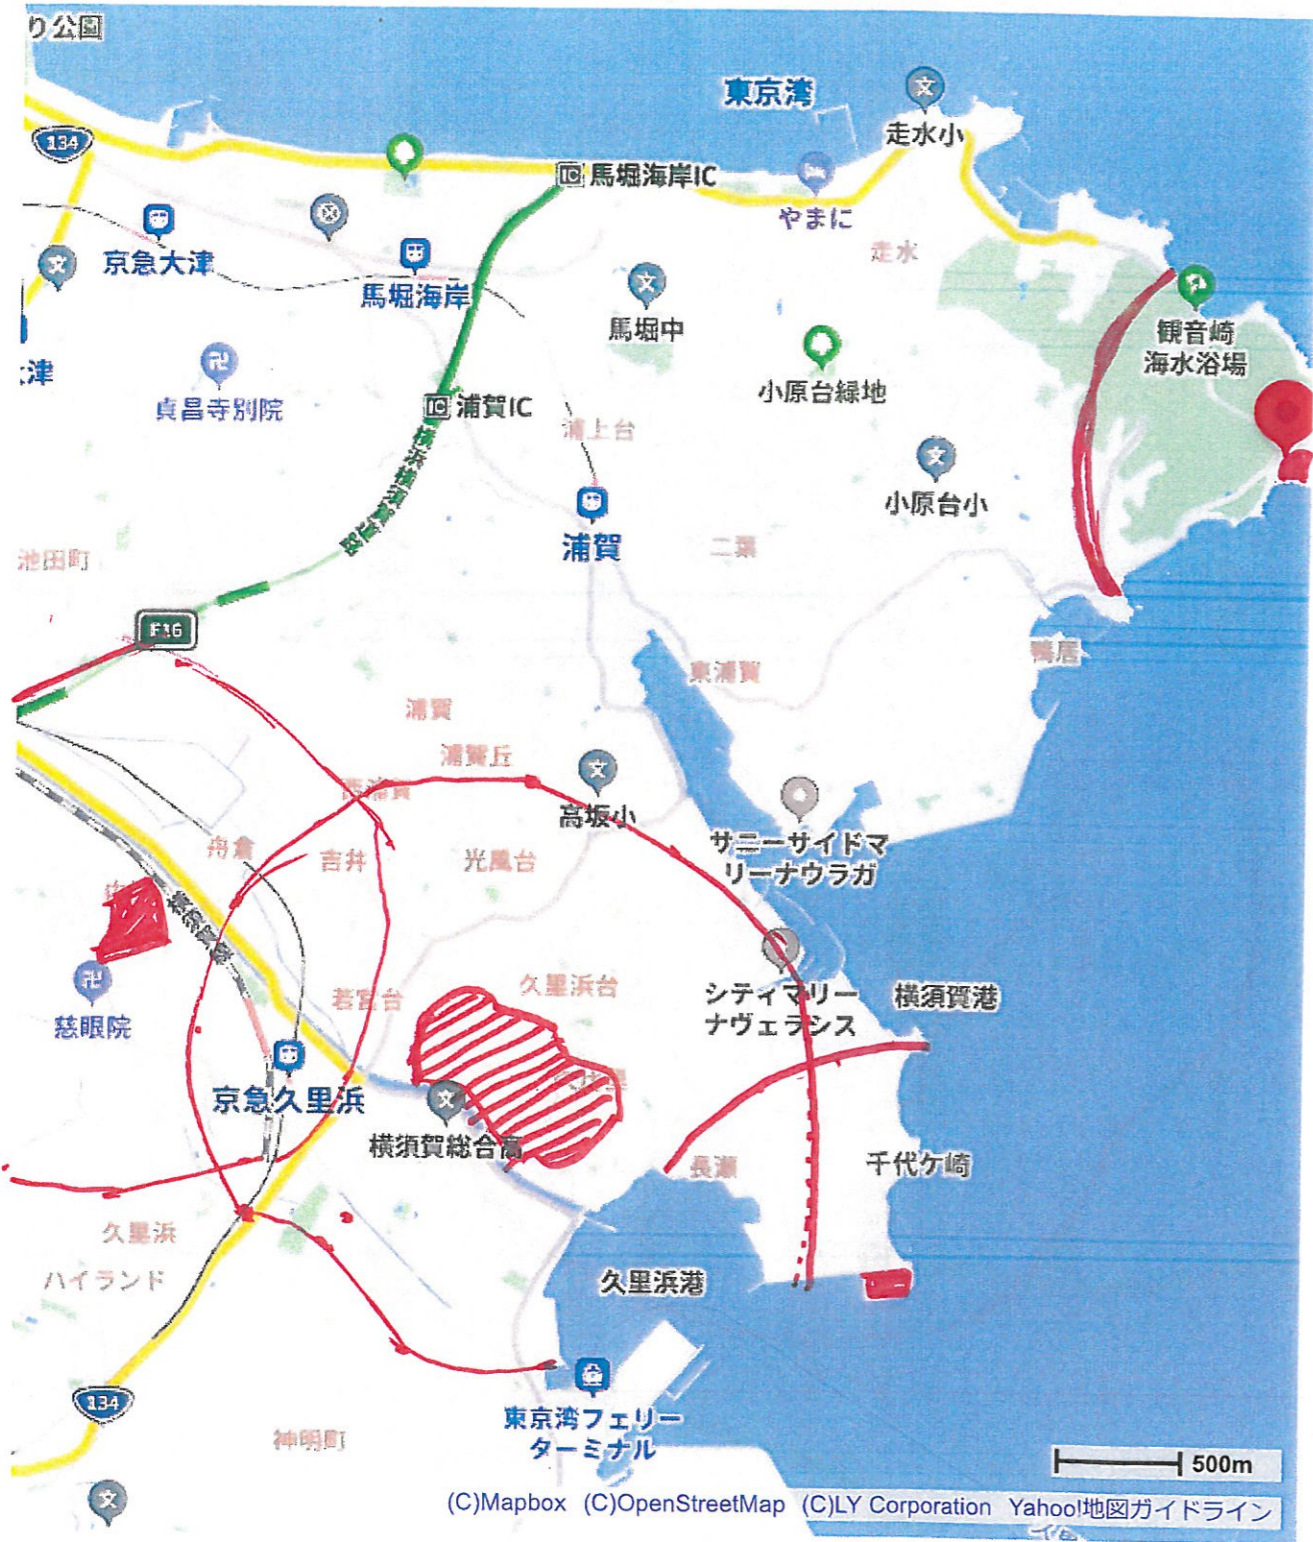 り公園
東京湾
走水小
134
馬堀海岸IC
やまに
走水
京急大津
馬堀海岸
馬堀中
観音崎
海水浴場
津
貞昌寺別院
小原台緑地
浦賀IC
浦上台
横浜横須賀道路
小原台小
浦賀
二葉
池田町
F16
鴨居
東浦賀
浦賀
浦賀丘
西浦賀
高坂小
サニーサイドマ
リーナウラガ
舟倉
吉井
光風台
横須賀線
久里浜台
若宮台
シティマリー
ナヴェラシス
横須賀港
慈眼院
京急久里浜
横須賀総合高
長瀬
千代ケ崎
久里浜
ハイランド
久里浜港
134
東京湾フェリー
ターミナル
神明町
500m
(C)Mapbox (C)OpenStreetMap (C)LY Corporation Yahoo!地図ガイドライン